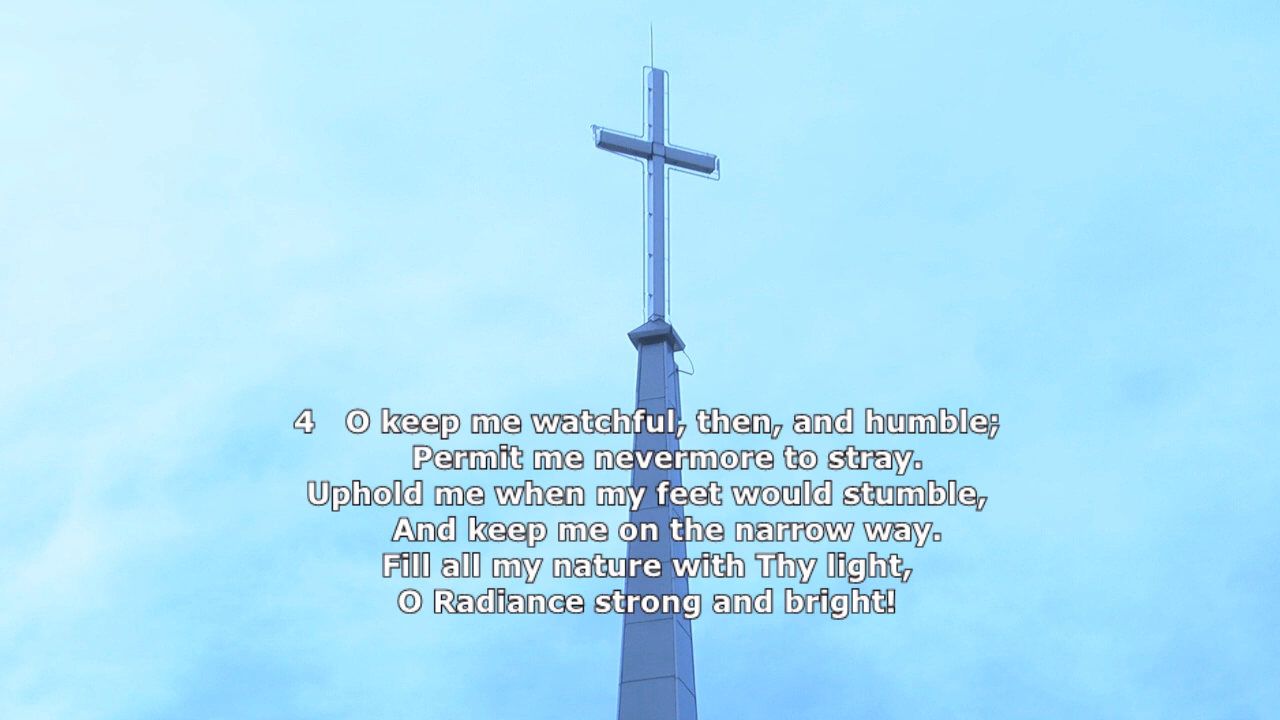 4 O keep me watchful, then, and humble;
Permit me nevermore to stray.
Uphold me when my feet would stumble,
And keep me on the narrow way.
Fill all my nature with Thy light,
O Radiance strong and bright!